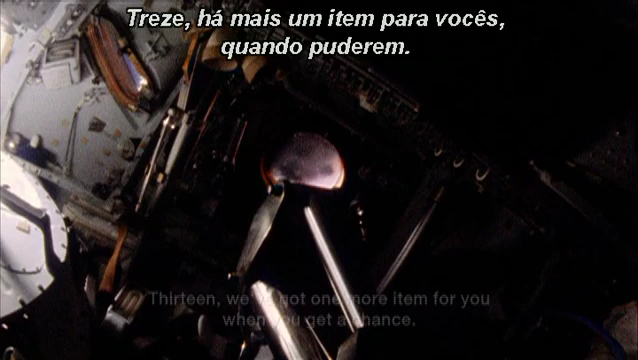 Treze, há mais um item para vocês,
quando puderem.
Thirteen, we've got one more item for you
when you get a chance.